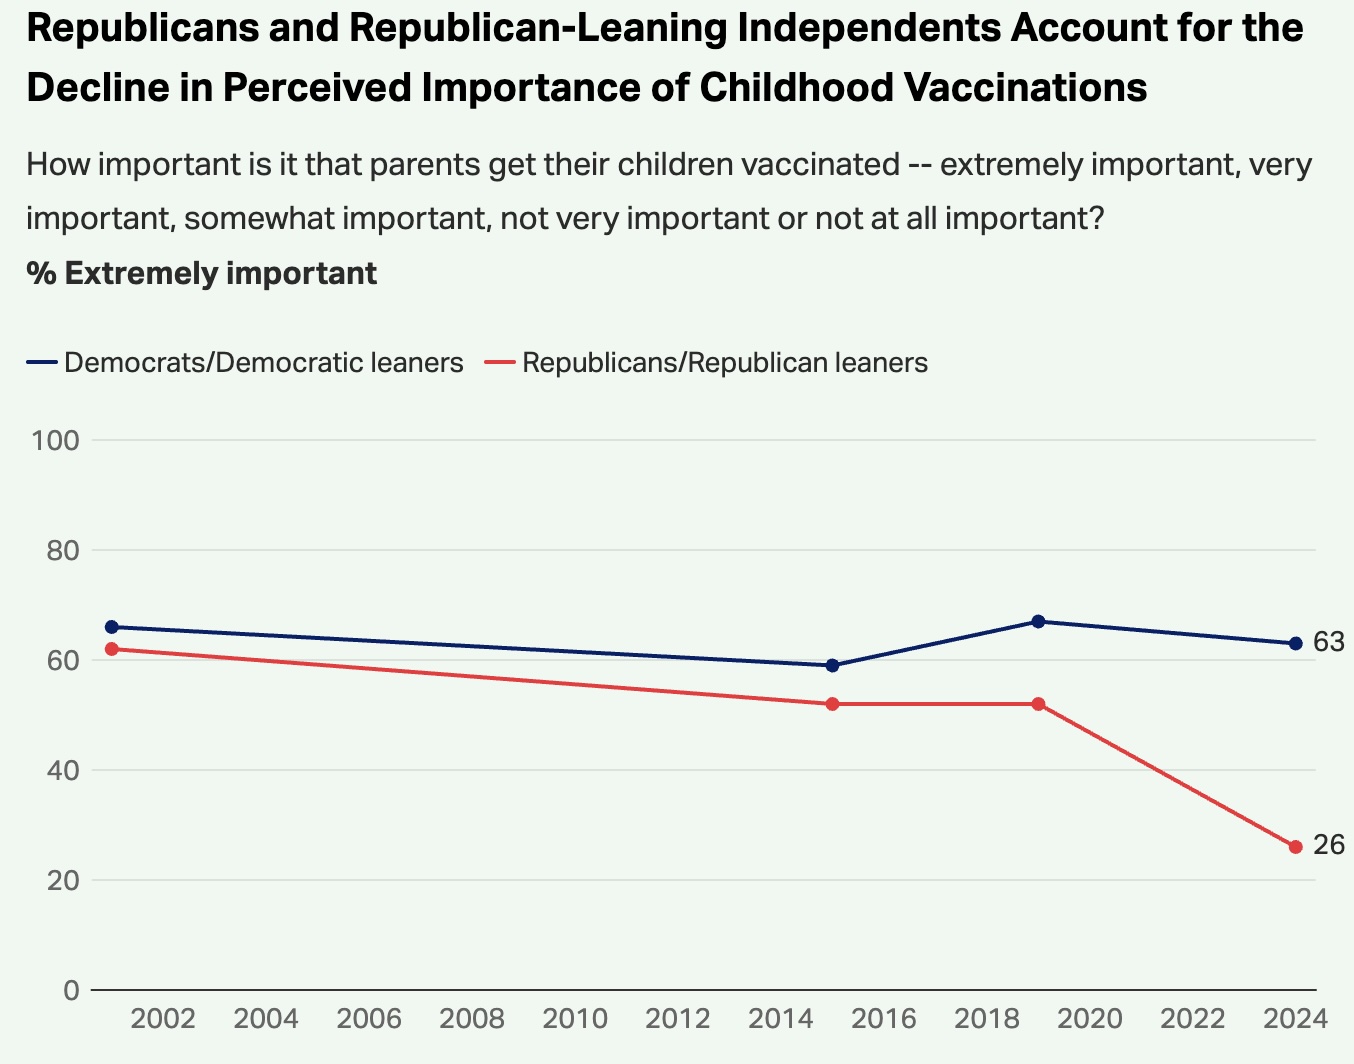 Republicans and Republican-Leaning Independents Account for the
Decline in Perceived Importance of Childhood Vaccinations
How important is it that parents get their children vaccinated -- extremely important, very
important, somewhat important, not very important or not at all important?
% Extremely important
Democrats/Democratic leaners Republicans/Republican leaners
100
80
60
40
20
0
63
26
2002 2004 2006 2008 2010 2012 2014 2016 2018 2020 2022 2024